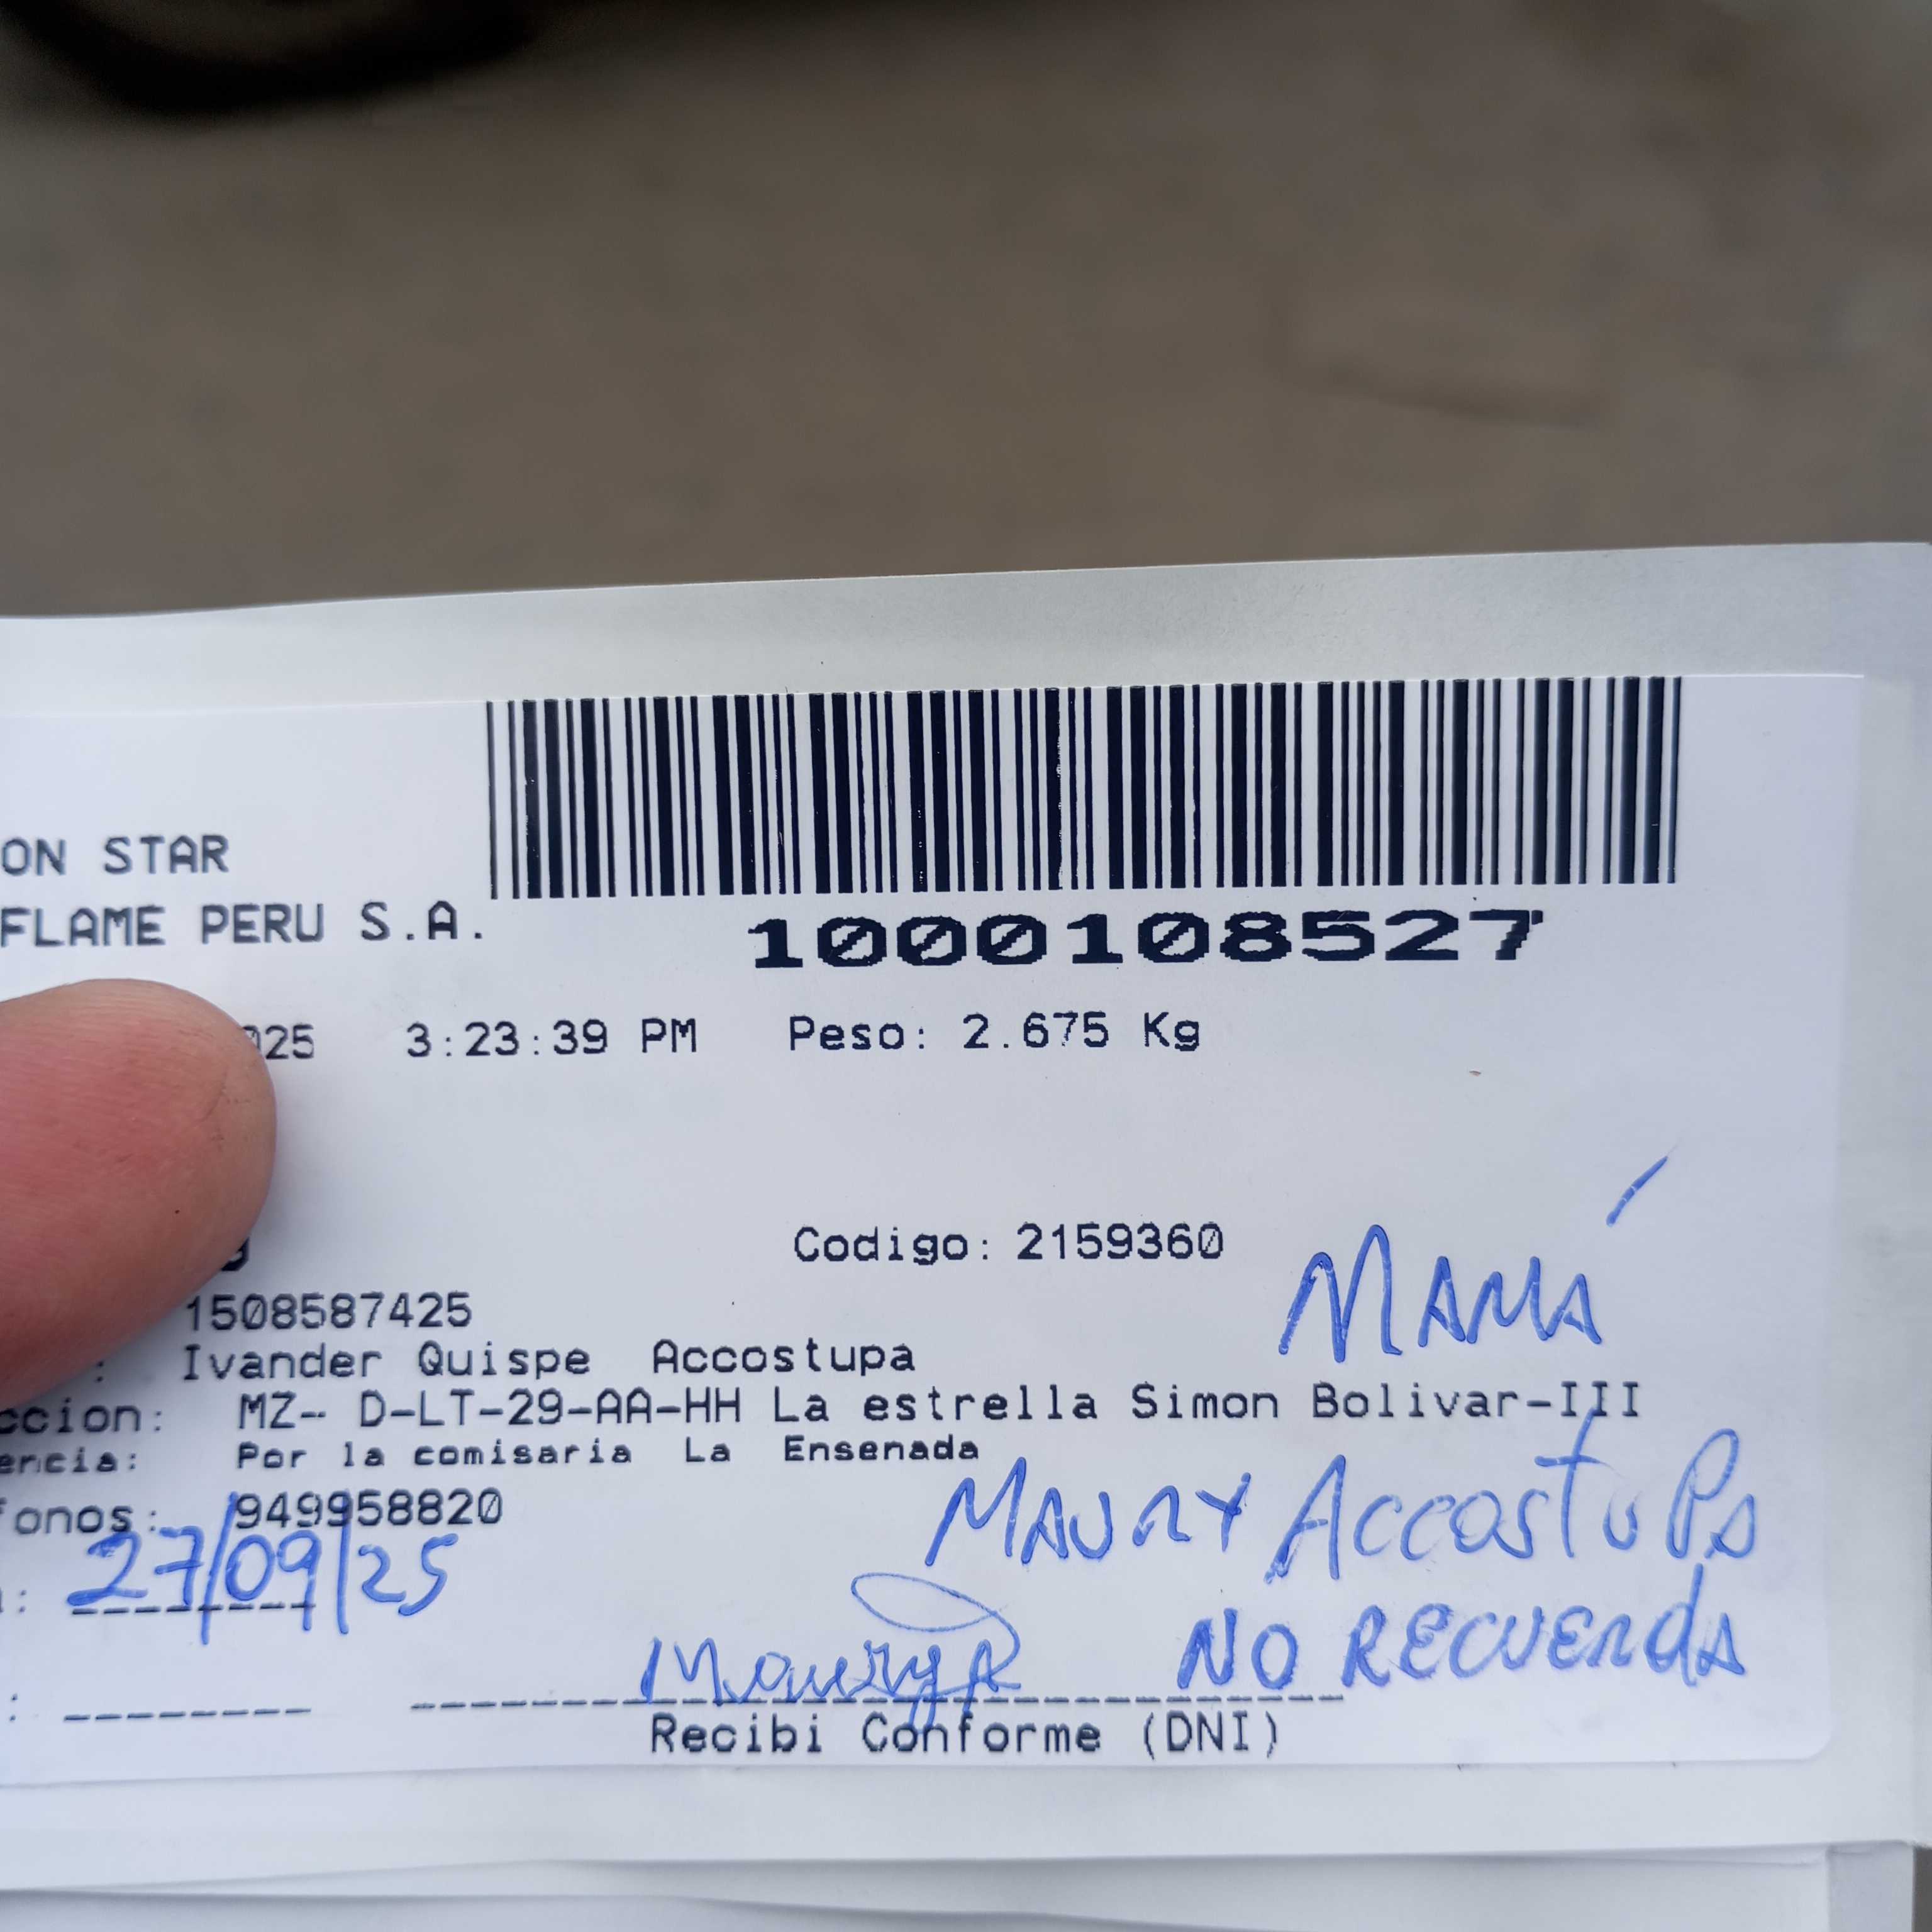 ON STAR
FLAME PERU S.A.
1000108527
025 3:23:39 PM Peso: 2.675 Kg
Codigo: 2159360
MAMÁ
1508587425
: Ivander Quispe Accostupa
ccion: MZ- D-LT-29-AA-HH La estrella Simon Bolivar-III
encia: Por la comisaria La Ensenada
fonos: 949958820
MAURY ACCOSTUPA
: 27/09/25
NO RECUERDA
: -------- Maury
Recibi Conforme (DNI)